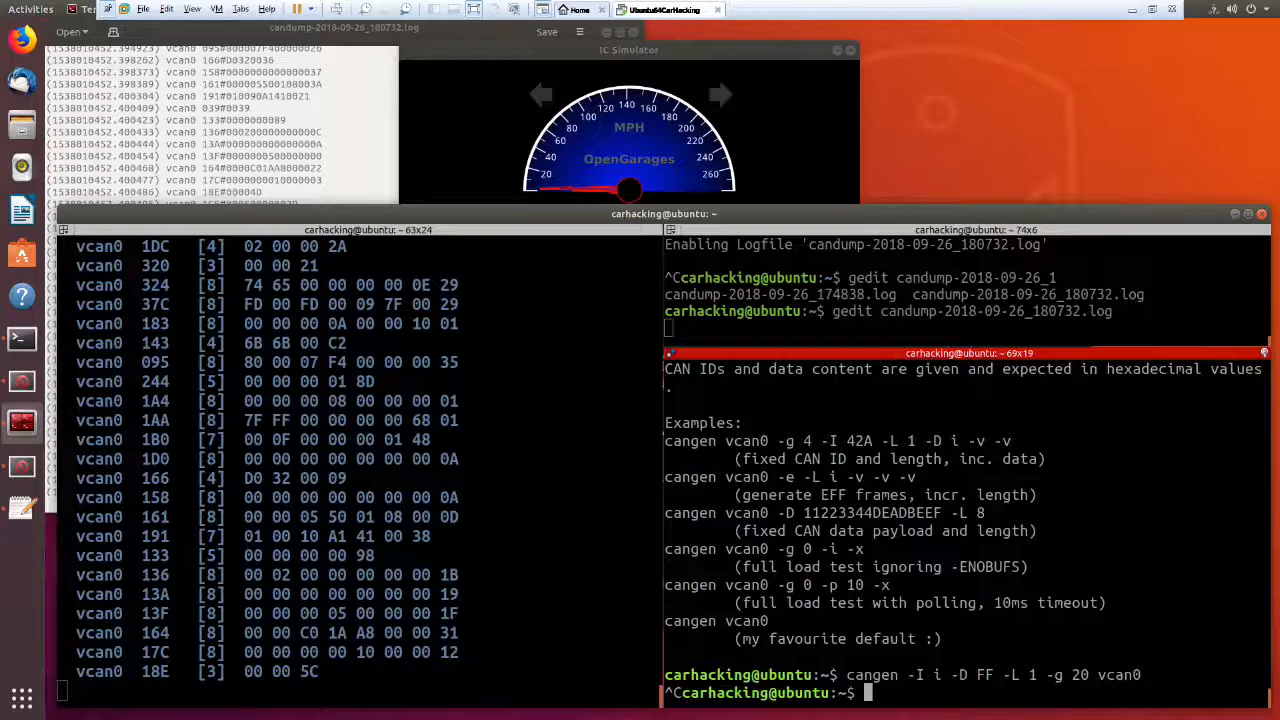 Activities
Ter
File Edit View VM Tabs Help
Home
Ubuntu64CarHacking
Open
candump-2018-09-26_180732.log
Save
(1538010452.394923) vcan0 095#800007F400000026
(1538010452.398262) vcan0 166#D0320036
(1538010452.398373) vcan0 158#0000000000000037
(1538010452.398389) vcan0 161#000005500108003A
(1538010452.400304) vcan0 191#010090A1410021
(1538010452.400409) vcan0 039#0039
(1538010452.400423) vcan0 133#0000000089
(1538010452.400433) vcan0 136#000200000000000C
(1538010452.400444) vcan0 13A#000000000000000A
(1538010452.400454) vcan0 13F#0000000500000000
(1538010452.400468) vcan0 164#0000C01AA8000022
(1538010452.400477) vcan0 17C#0000000010000003
(1538010452.400486) vcan0 18E#00004D
IC Simulator
20 40 60 80 100 120 140 160 180 200 220 240 260
MPH
OpenGarages
carhacking@ubuntu: ~
carhacking@ubuntu: ~ 63x24
vcan0 1DC [4] 02 00 00 2A
vcan0 320 [3] 00 00 21
vcan0 324 [8] 74 65 00 00 00 00 0E 29
vcan0 37C [8] FD 00 FD 00 09 7F 00 29
vcan0 183 [8] 00 00 00 0A 00 00 10 01
vcan0 143 [4] 6B 6B 00 C2
vcan0 095 [8] 80 00 07 F4 00 00 00 35
vcan0 244 [5] 00 00 00 01 8D
vcan0 1A4 [8] 00 00 00 08 00 00 00 01
vcan0 1AA [8] 7F FF 00 00 00 00 68 01
vcan0 1B0 [7] 00 0F 00 00 00 01 48
vcan0 1D0 [8] 00 00 00 00 00 00 00 0A
vcan0 166 [4] D0 32 00 09
vcan0 158 [8] 00 00 00 00 00 00 00 0A
vcan0 161 [8] 00 00 05 50 01 08 00 0D
vcan0 191 [7] 01 00 10 A1 41 00 38
vcan0 133 [5] 00 00 00 00 98
vcan0 136 [8] 00 02 00 00 00 00 00 1B
vcan0 13A [8] 00 00 00 00 00 00 00 19
vcan0 13F [8] 00 00 00 05 00 00 00 1F
vcan0 164 [8] 00 00 C0 1A A8 00 00 31
vcan0 17C [8] 00 00 00 00 10 00 00 12
vcan0 18E [3] 00 00 5C
carhacking@ubuntu: ~ 74x6
Enabling Logfile 'candump-2018-09-26_180732.log'
^Ccarhacking@ubuntu:~$ gedit candump-2018-09-26_1
candump-2018-09-26_174838.log candump-2018-09-26_180732.log
carhacking@ubuntu:~$ gedit candump-2018-09-26_180732.log
carhacking@ubuntu: ~ 69x19
CAN IDs and data content are given and expected in hexadecimal values
.
Examples:
cangen vcan0 -g 4 -I 42A -L 1 -D i -v -v
(fixed CAN ID and length, inc. data)
cangen vcan0 -e -L i -v -v -v
(generate EFF frames, incr. length)
cangen vcan0 -D 11223344DEADBEEF -L 8
(fixed CAN data payload and length)
cangen vcan0 -g 0 -i -x
(full load test ignoring -ENOBUFS)
cangen vcan0 -g 0 -p 10 -x
(full load test with polling, 10ms timeout)
cangen vcan0
(my favourite default :)
carhacking@ubuntu:~$ cangen -I i -D FF -L 1 -g 20 vcan0
^Ccarhacking@ubuntu:~$